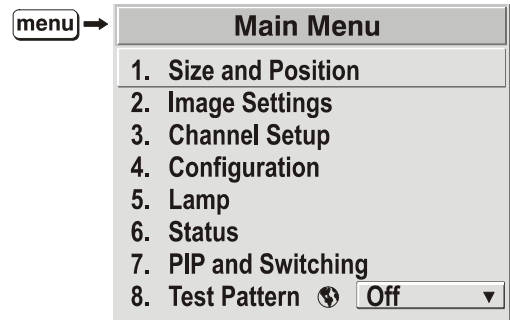 menu
Main Menu
1. Size and Position
2. Image Settings
3. Channel Setup
4. Configuration
5. Lamp
6. Status
7. PIP and Switching
8. Test Pattern Off